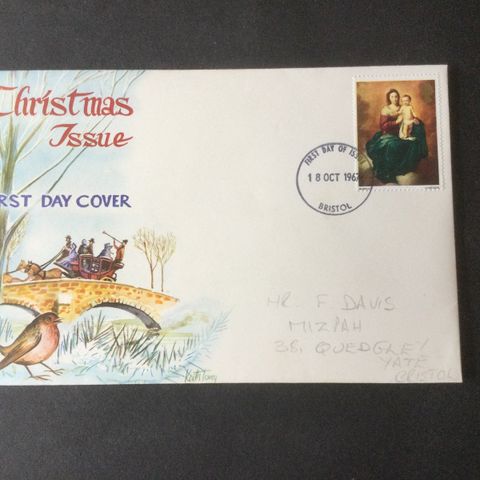 Christmas
Issue
RST DAY COVER
FIRST DAY OF ISSUE
18 OCT 1967
BRISTOL
MR. F. DAVIS
MIZPAH
38, QUEDGLEY
YATE
BRISTOL